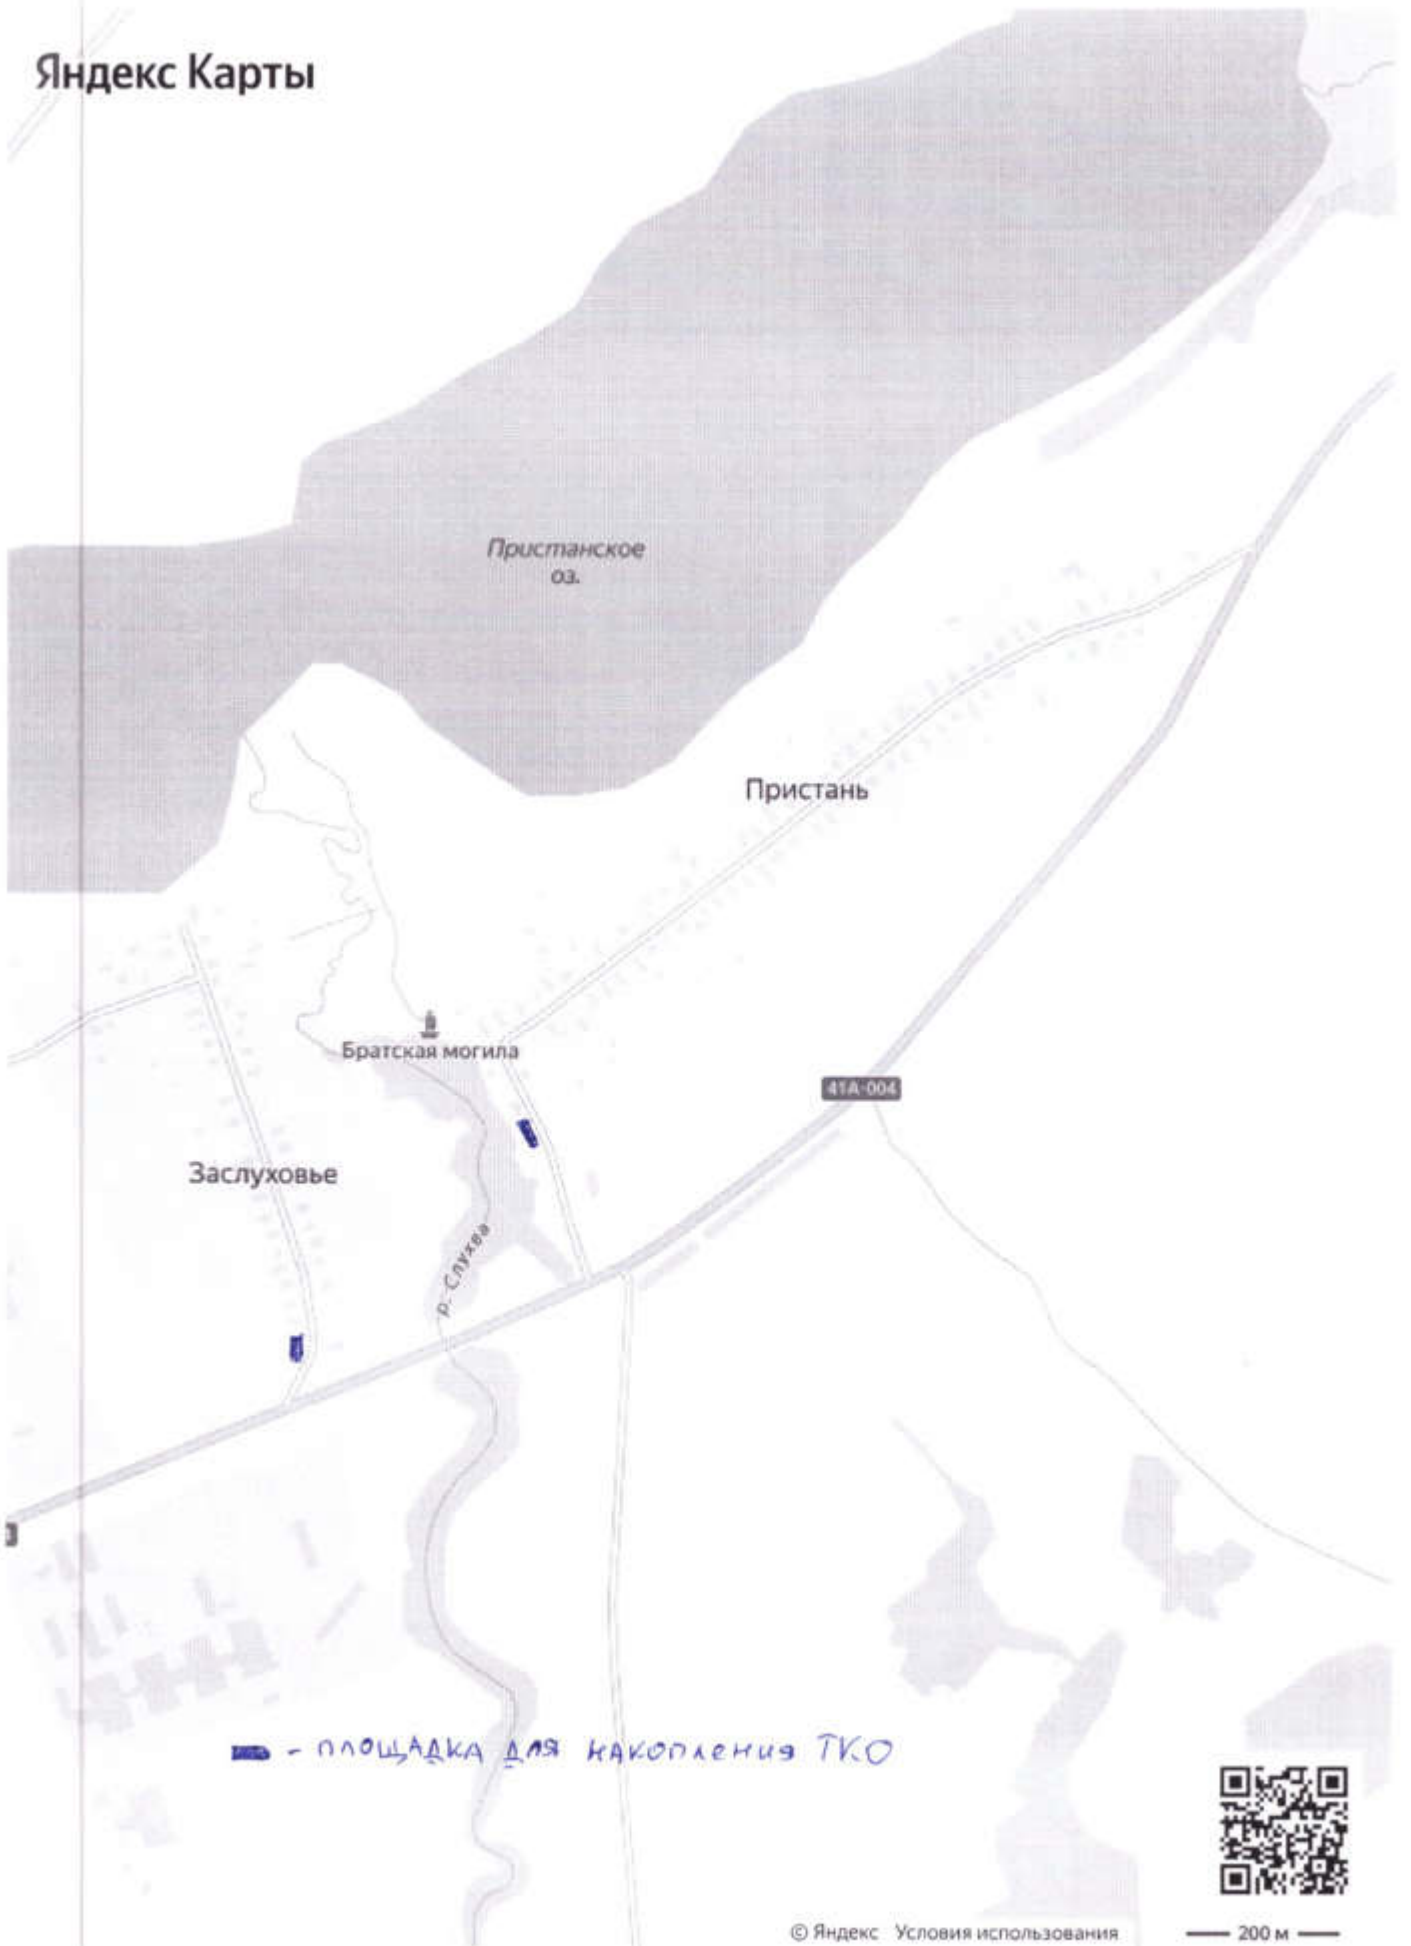 Яндекс Карты
Пристанское
оз.
Пристань
Братская могила
41А-004
Заслуховье
р. Слухва
- площадка для накопления ТКО
© Яндекс Условия использования
200 м